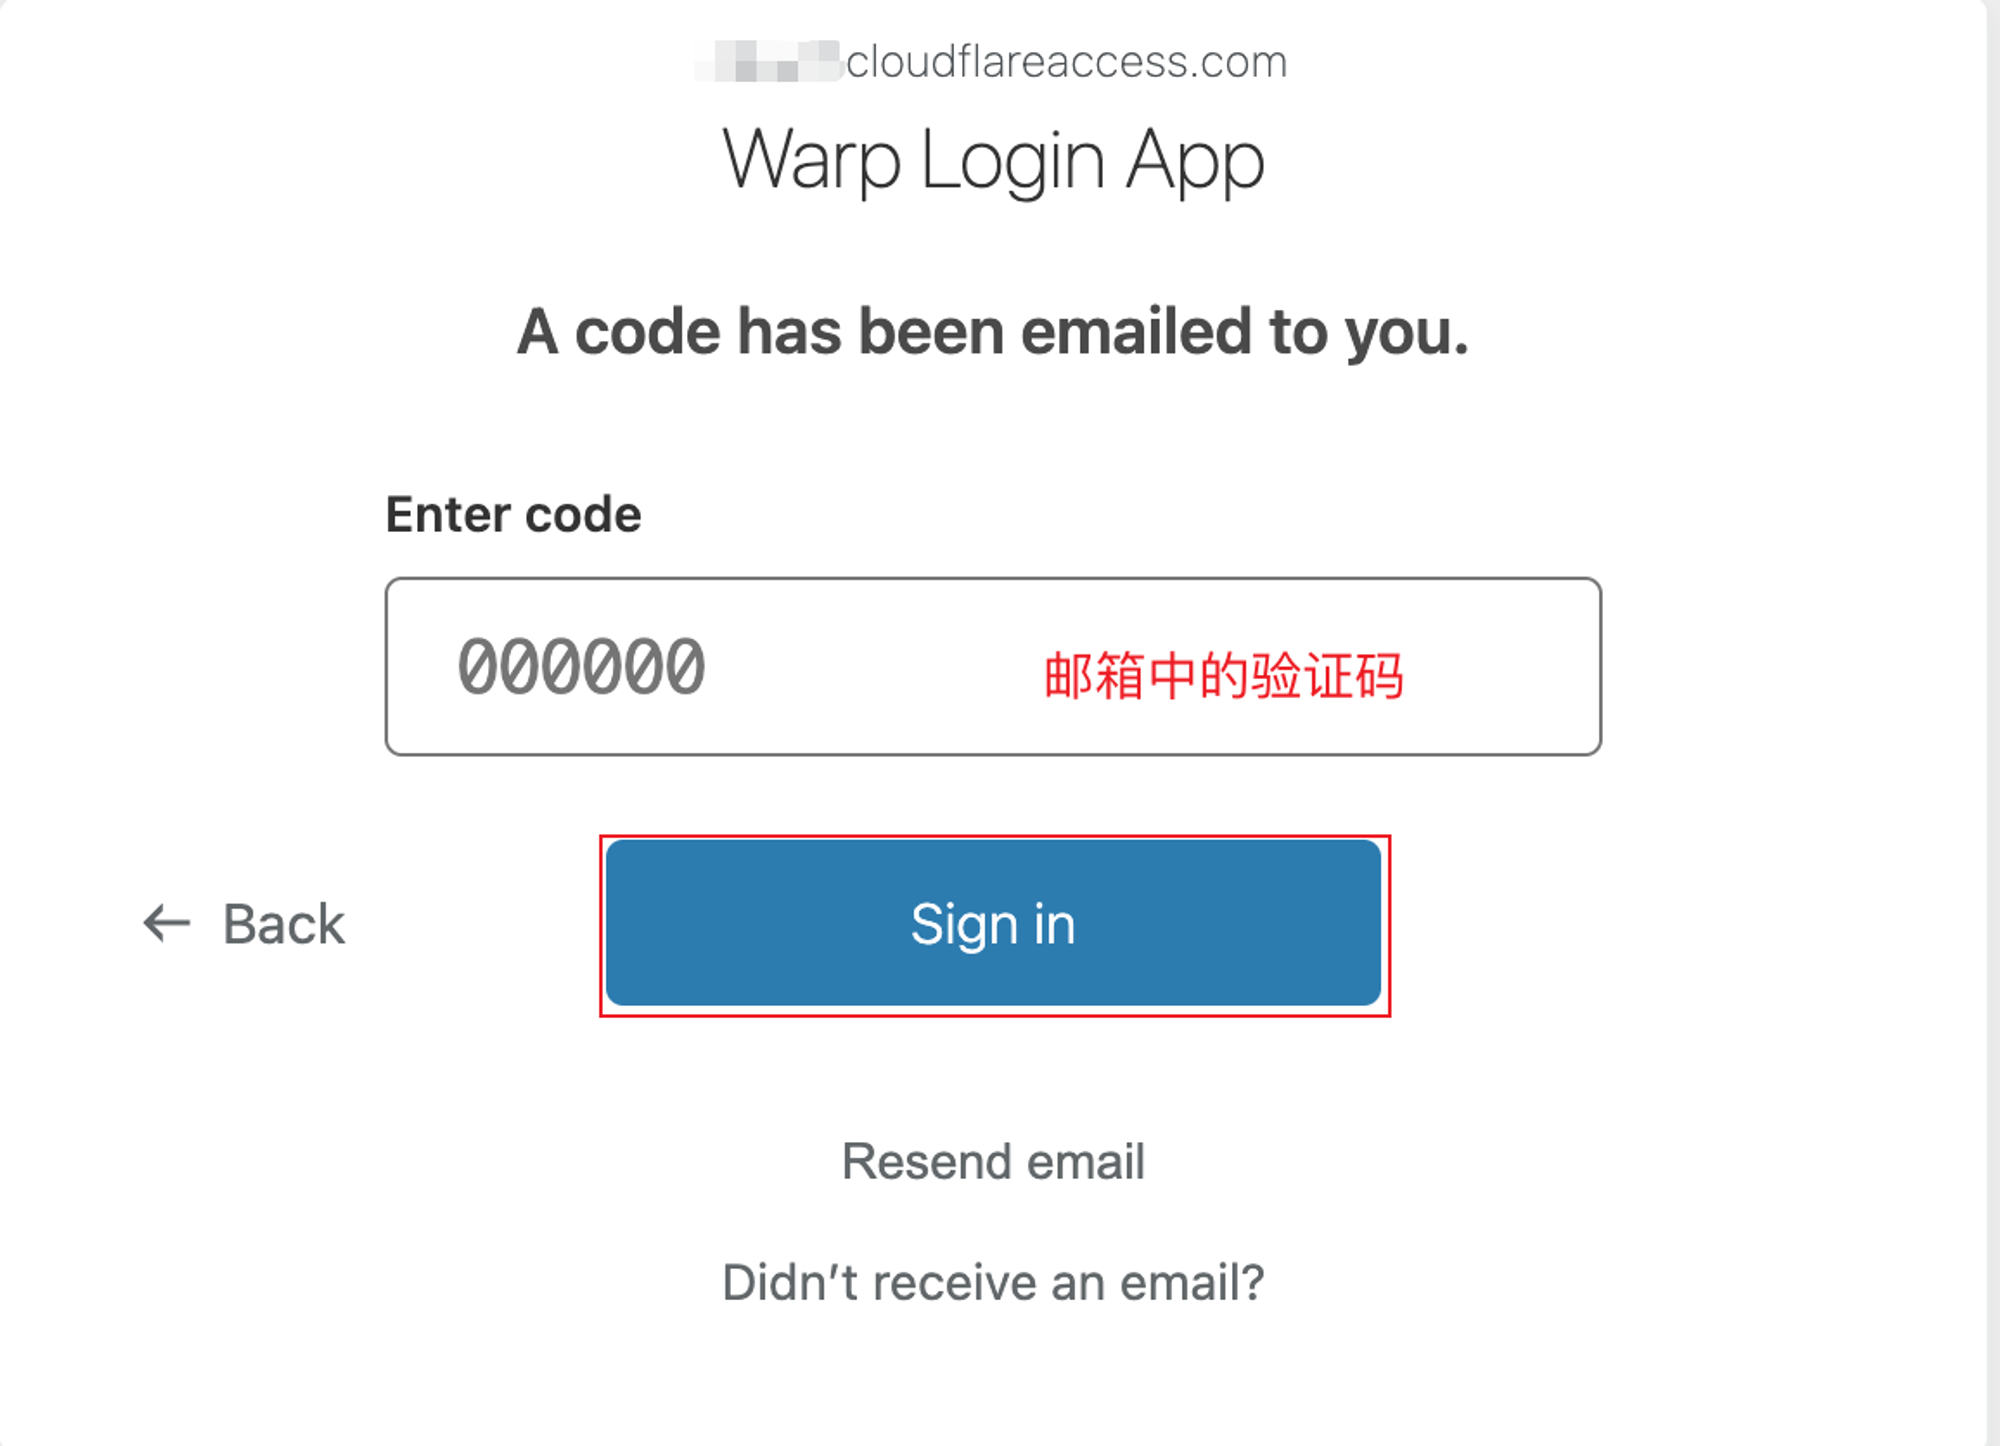 cloudflareaccess.com
Warp Login App
A code has been emailed to you.
Enter code
000000 邮箱中的验证码
← Back
Sign in
Resend email
Didn’t receive an email?